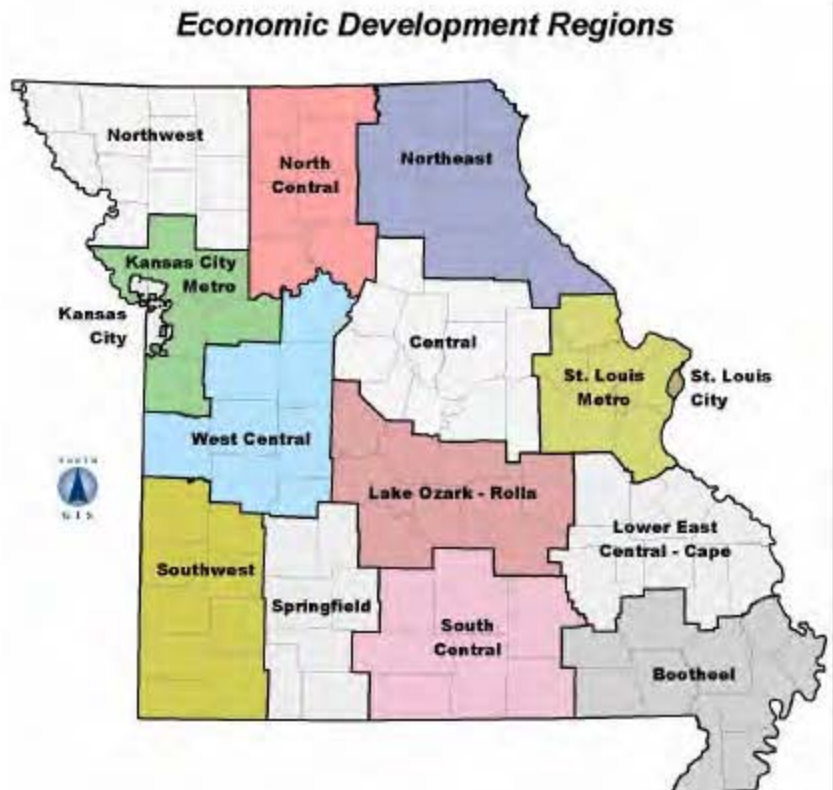 Economic Development Regions
Northwest
North
Central
Northeast
Kansas City
Metro
Kansas
City
Central
St. Louis
Metro
St. Louis
City
West Central
Lake Ozark - Rolla
Lower East
Central - Cape
Southwest
Springfield
South
Central
Bootheel
GIS